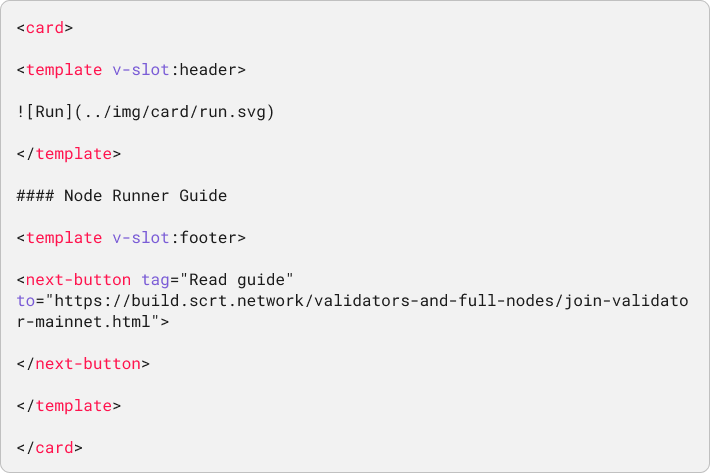 <card>
<template v-slot:header>
![Run](../img/card/run.svg)
</template>
#### Node Runner Guide
<template v-slot:footer>
<next-button tag="Read guide"
to="https://build.scrt.network/validators-and-full-nodes/join-validato
r-mainnet.html">
</next-button>
</template>
</card>